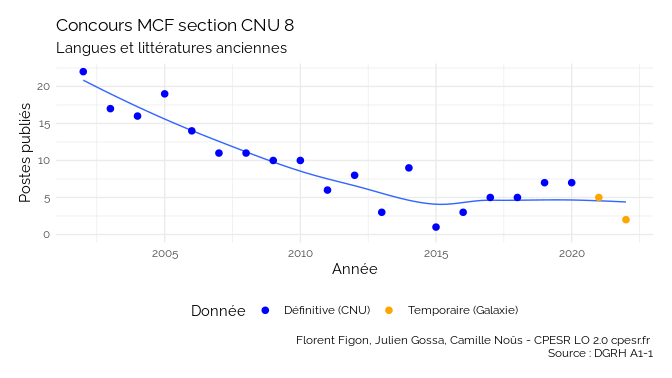 Concours MCF section CNU 8
Langues et littératures anciennes
Postes publiés
20
15
10
5
0
2005 2010 2015 2020
Année
Donnée Définitive (CNU) Temporaire (Galaxie)
Florent Figon, Julien Gossa, Camille Noûs - CPESR LO 2.0 cpesr.fr
Source : DGRH A1-1